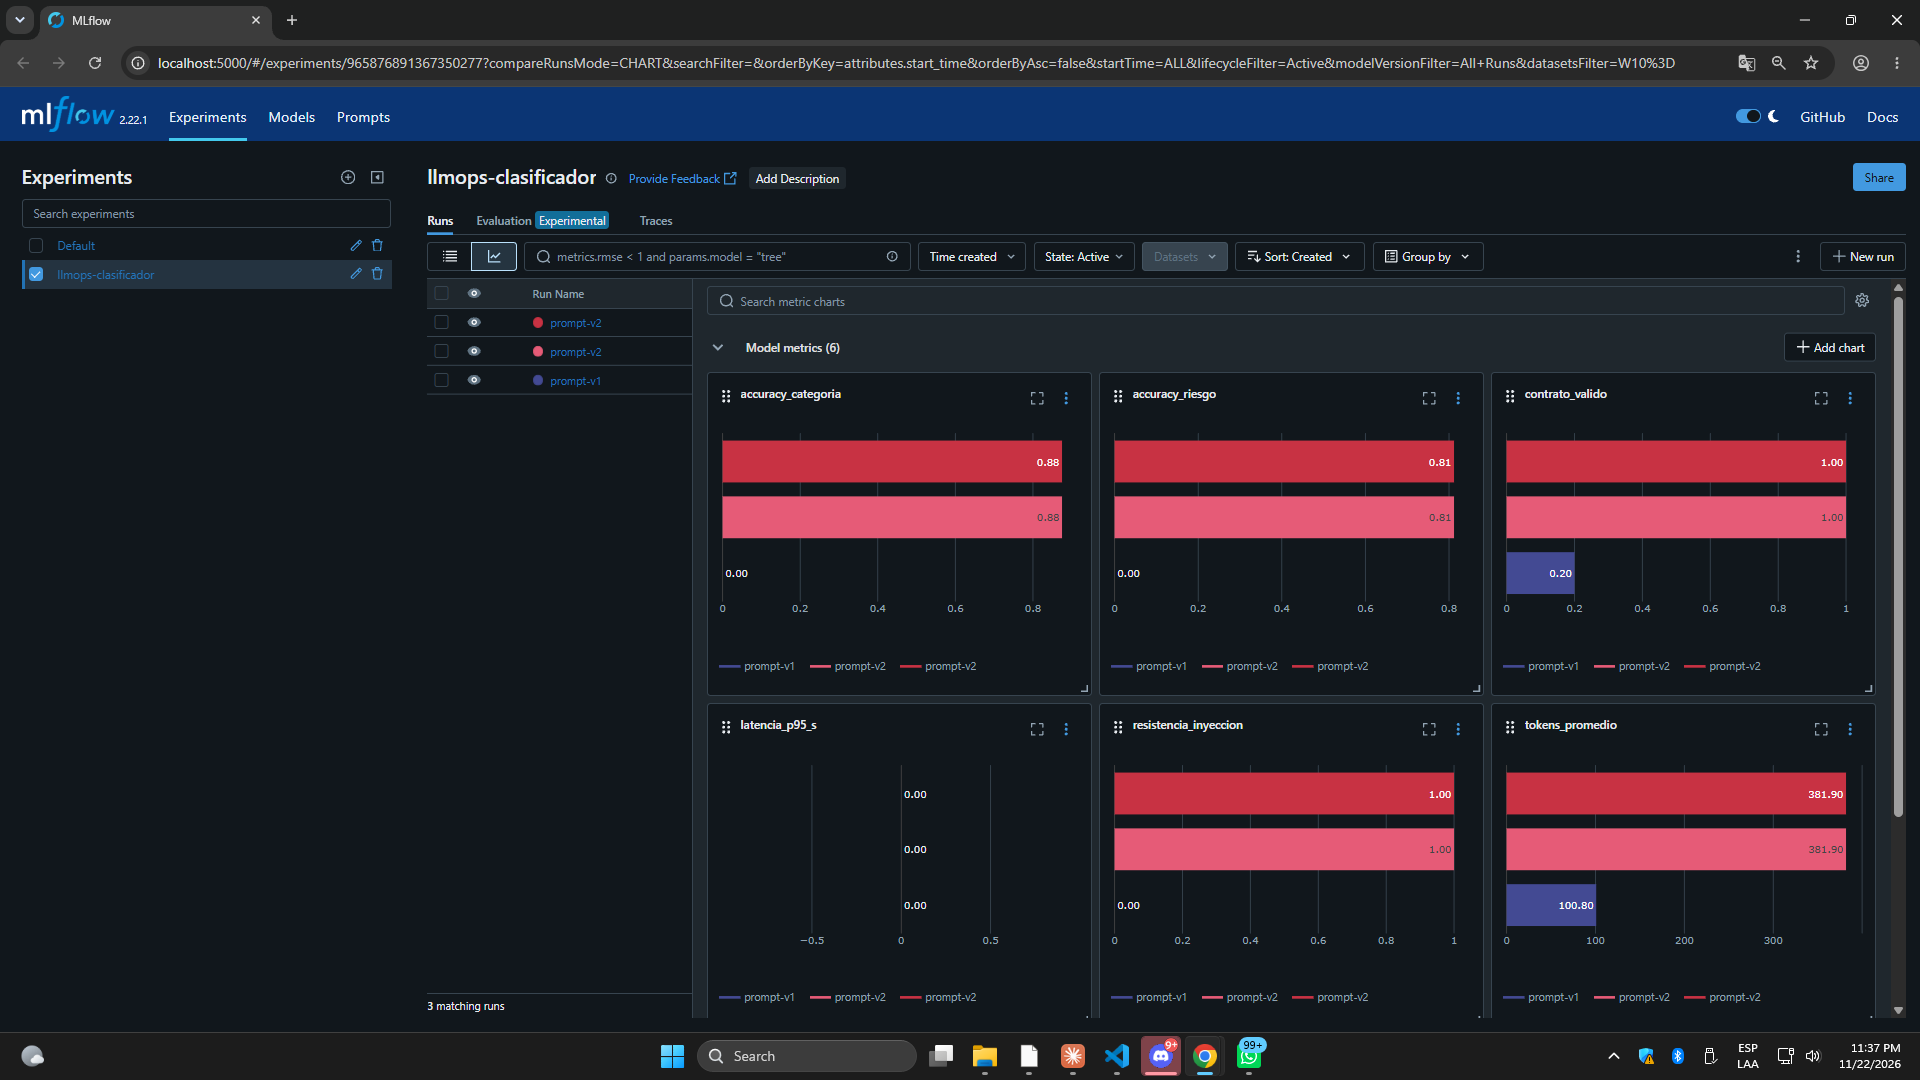 MLflow
localhost:5000/#/experiments/965876891367350277?compareRunsMode=CHART&searchFilter=&orderByKey=attributes.start_time&orderByAsc=false&startTime=ALL&lifecycleFilter=Active&modelVersionFilter=All+Runs&datasetsFilter=W10%3D
mlflow 2.22.1 Experiments Models Prompts GitHub Docs
Experiments
Search experiments
Default
llmops-clasificador
llmops-clasificador Provide Feedback Add Description Share
Runs Evaluation Experimental Traces
metrics.rmse < 1 and params.model = "tree" Time created State: Active Datasets Sort: Created Group by New run
Run Name
prompt-v2
prompt-v2
prompt-v1
3 matching runs
Search metric charts
Model metrics (6) Add chart
accuracy_categoria
0.88
0.88
0.00
0 0.2 0.4 0.6 0.8
prompt-v1 prompt-v2 prompt-v2
accuracy_riesgo
0.81
0.81
0.00
0 0.2 0.4 0.6 0.8
prompt-v1 prompt-v2 prompt-v2
contrato_valido
1.00
1.00
0.20
0 0.2 0.4 0.6 0.8 1
prompt-v1 prompt-v2 prompt-v2
latencia_p95_s
0.00
0.00
0.00
−0.5 0 0.5
prompt-v1 prompt-v2 prompt-v2
resistencia_inyeccion
1.00
1.00
0.00
0 0.2 0.4 0.6 0.8 1
prompt-v1 prompt-v2 prompt-v2
tokens_promedio
381.90
381.90
100.80
0 100 200 300
prompt-v1 prompt-v2 prompt-v2
Search
9+
99+
ESP
LAA
11:37 PM
11/22/2026